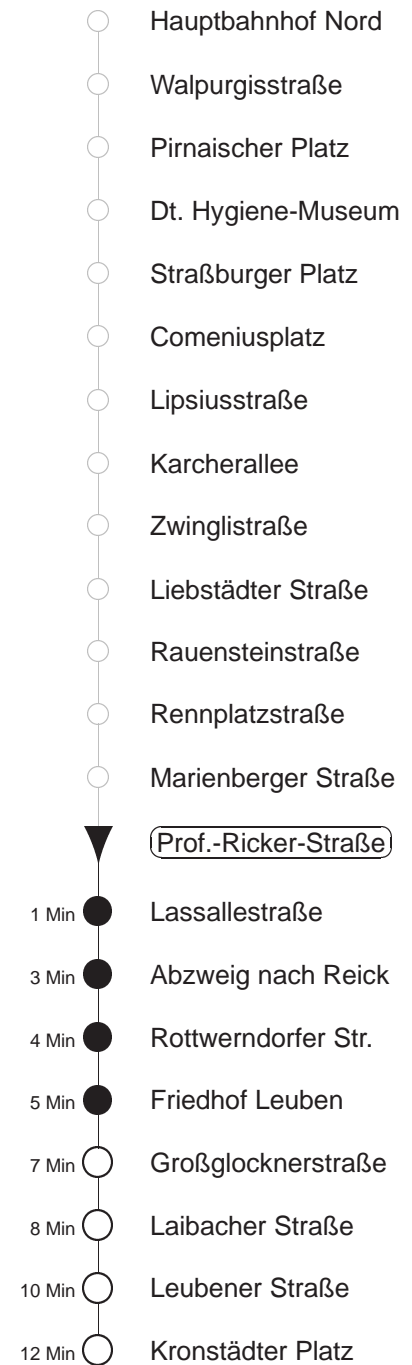 Hauptbahnhof Nord
Walpurgisstraße
Pirnaischer Platz
Dt. Hygiene-Museum
Straßburger Platz
Comeniusplatz
Lipsiusstraße
Karcherallee
Zwinglistraße
Liebstädter Straße
Rauensteinstraße
Rennplatzstraße
Marienberger Straße
Prof.-Ricker-Straße
1 Min Lassallestraße
3 Min Abzweig nach Reick
4 Min Rottwerndorfer Str.
5 Min Friedhof Leuben
7 Min Großglocknerstraße
8 Min Laibacher Straße
10 Min Leubener Straße
12 Min Kronstädter Platz